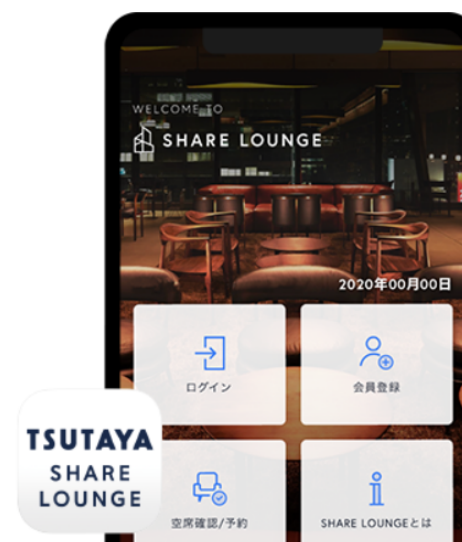 WELCOME TO
SHARE LOUNGE
2020年00月00日
ログイン
会員登録
空席確認/予約
SHARE LOUNGEとは
TSUTAYA
SHARE
LOUNGE